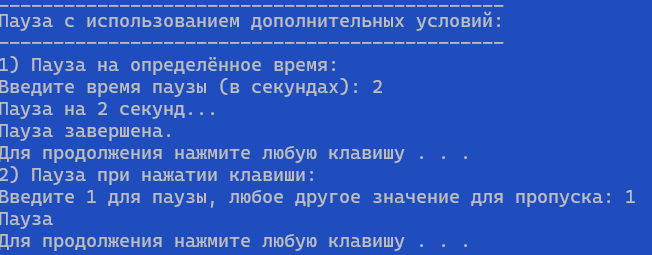 ----------------------------------------------
Пауза с использованием дополнительных условий:
----------------------------------------------
1) Пауза на определённое время:
Введите время паузы (в секундах): 2
Пауза на 2 секунд...
Пауза завершена.
Для продолжения нажмите любую клавишу . . .
2) Пауза при нажатии клавиши:
Введите 1 для паузы, любое другое значение для пропуска: 1
Пауза
Для продолжения нажмите любую клавишу . . .